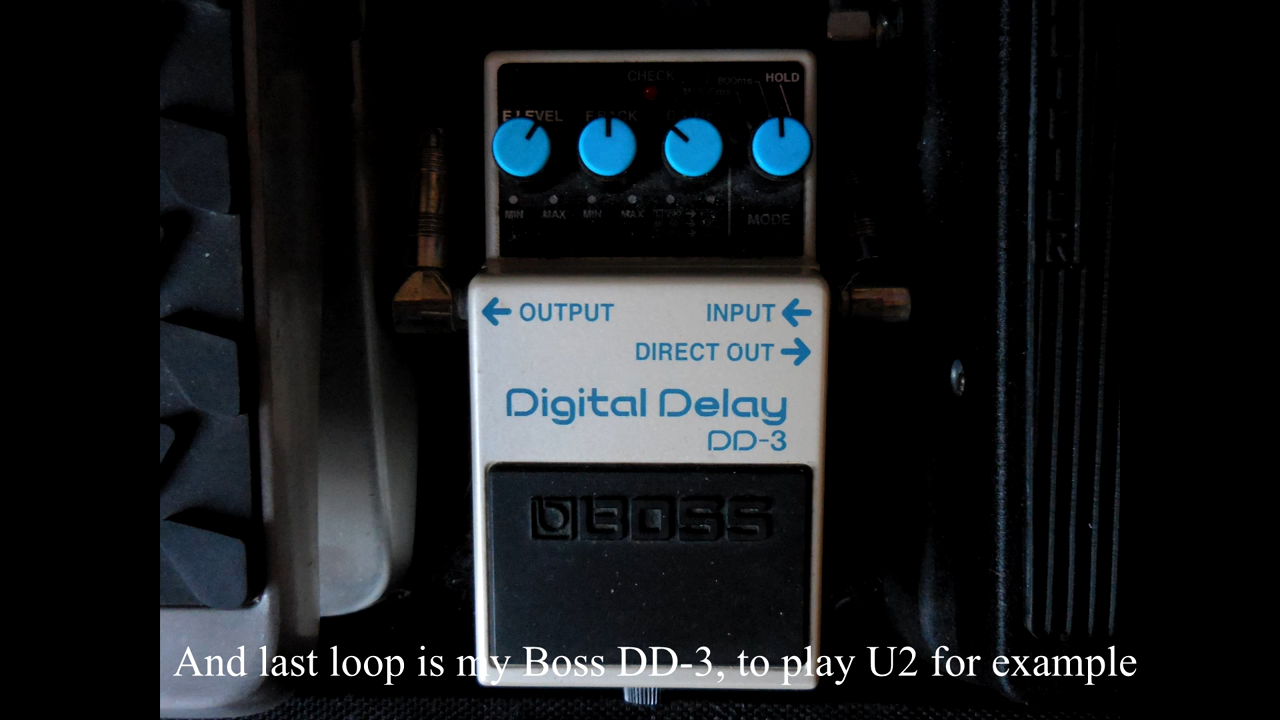 CHECK
800ms
HOLD
E.LEVEL
F.BACK
MIN
MAX
MIN
MAX
MODE
OUTPUT
INPUT
DIRECT OUT
Digital Delay
DD-3
BOSS
And last loop is my Boss DD-3, to play U2 for example